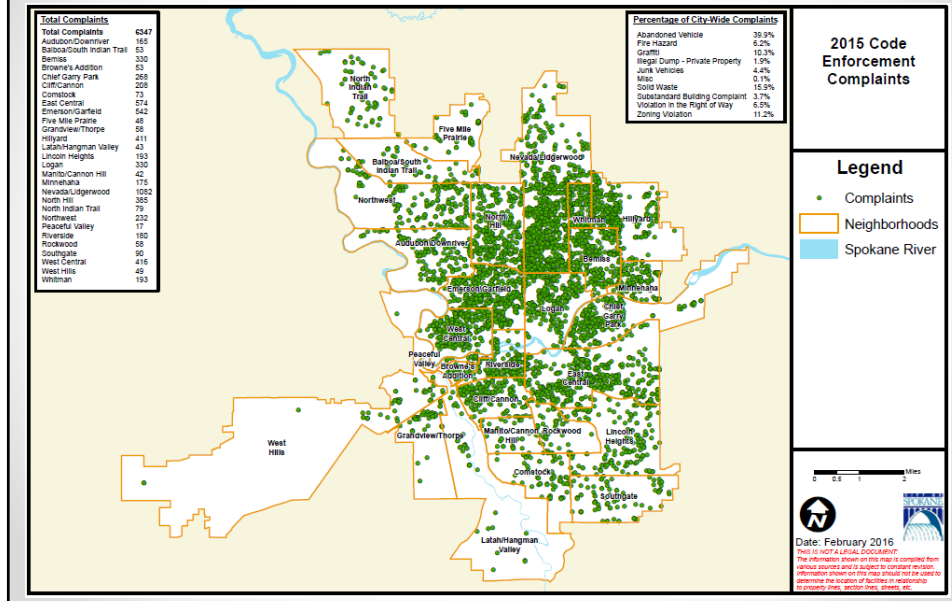 Total Complaints
Total Complaints 6347
Audubon/Downriver 165
Balboa/South Indian Trail 53
Bemiss 330
Browne's Addition 53
Chief Garry Park 268
Cliff/Cannon 208
Comstock 73
East Central 574
Emerson/Garfield 542
Five Mile Prairie 48
Grandview/Thorpe 58
Hillyard 411
Latah/Hangman Valley 43
Lincoln Heights 193
Logan 330
Manito/Cannon Hill 42
Minnehaha 175
Nevada/Lidgerwood 1082
North Hill 385
North Indian Trail 79
Northwest 232
Peaceful Valley 17
Riverside 180
Rockwood 58
Southgate 90
West Central 416
West Hills 49
Whitman 193
Percentage of City-Wide Complaints
Abandoned Vehicle 39.9%
Fire Hazard 6.2%
Graffiti 10.3%
Illegal Dump - Private Property 1.9%
Junk Vehicles 4.4%
Misc 0.1%
Solid Waste 15.9%
Substandard Building Complaint 3.7%
Violation in the Right of Way 6.5%
Zoning Violation 11.2%
2015 Code
Enforcement
Complaints
Legend
Complaints
Neighborhoods
Spokane River
North
Indian
Trail
Five Mile
Prairie
Nevada/Lidgerwood
Balboa/South
Indian Trail
Northwest
North
Hill
Whitman
Hillyard
Audubon/Downriver
Bemiss
Emerson/Garfield
Minnehaha
Logan
Chief
Garry
Park
West
Central
Peaceful
Valley
Browne's
Addition
Riverside
East
Central
Cliff/Cannon
Grandview/Thorpe
Manito/Cannon
Hill
Rockwood
Lincoln
Heights
West
Hills
Comstock
Southgate
Latah/Hangman
Valley
0 0.5 1 2
Miles
N
SPOKANE
Date: February 2016
THIS IS NOT A LEGAL DOCUMENT:
The information shown on this map is compiled from
various sources and is subject to constant revision.
Information shown on this map should not be used to
determine the location of facilities in relationship
to property lines, section lines, streets, etc.